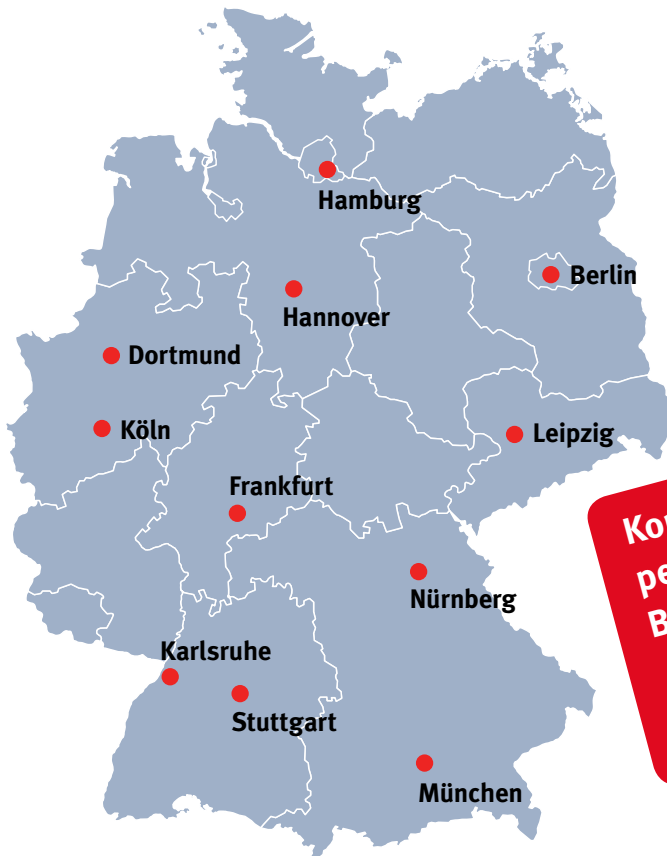 Hamburg
Berlin
Hannover
Dortmund
Köln
Leipzig
Frankfurt
Nürnberg
Karlsruhe
Stuttgart
München